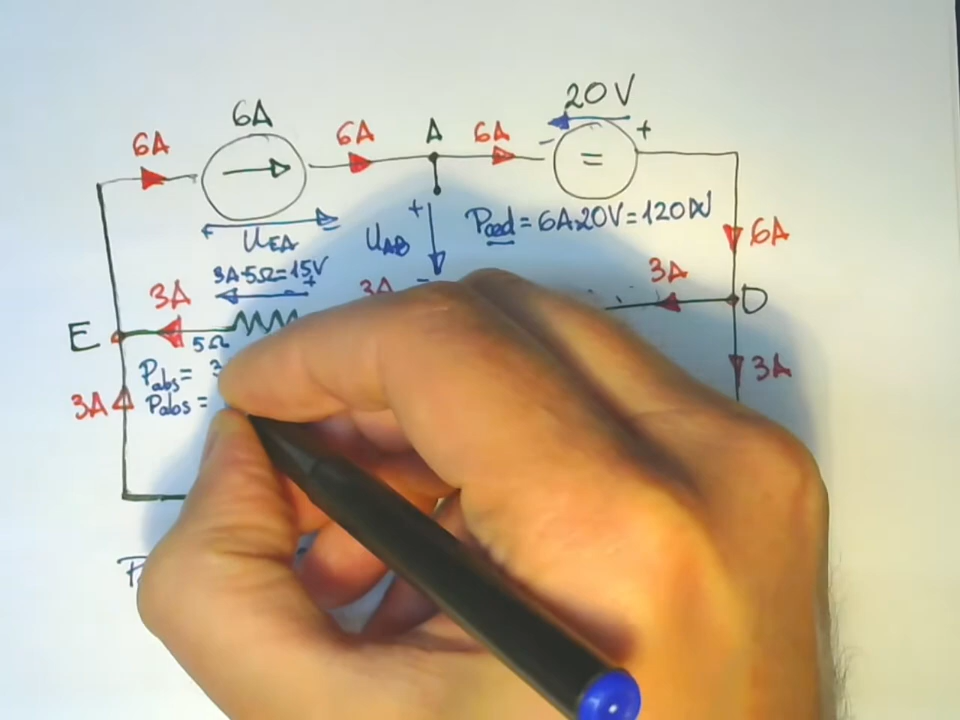 20V
6A
6A 6A A 6A = +
-
+ Pced = 6A·20V = 120W
UEA UAB 6A
3A·5Ω=15V
+ -
3A 3A 3A D
E 5Ω
Pabs= 3A
3A Pabs=